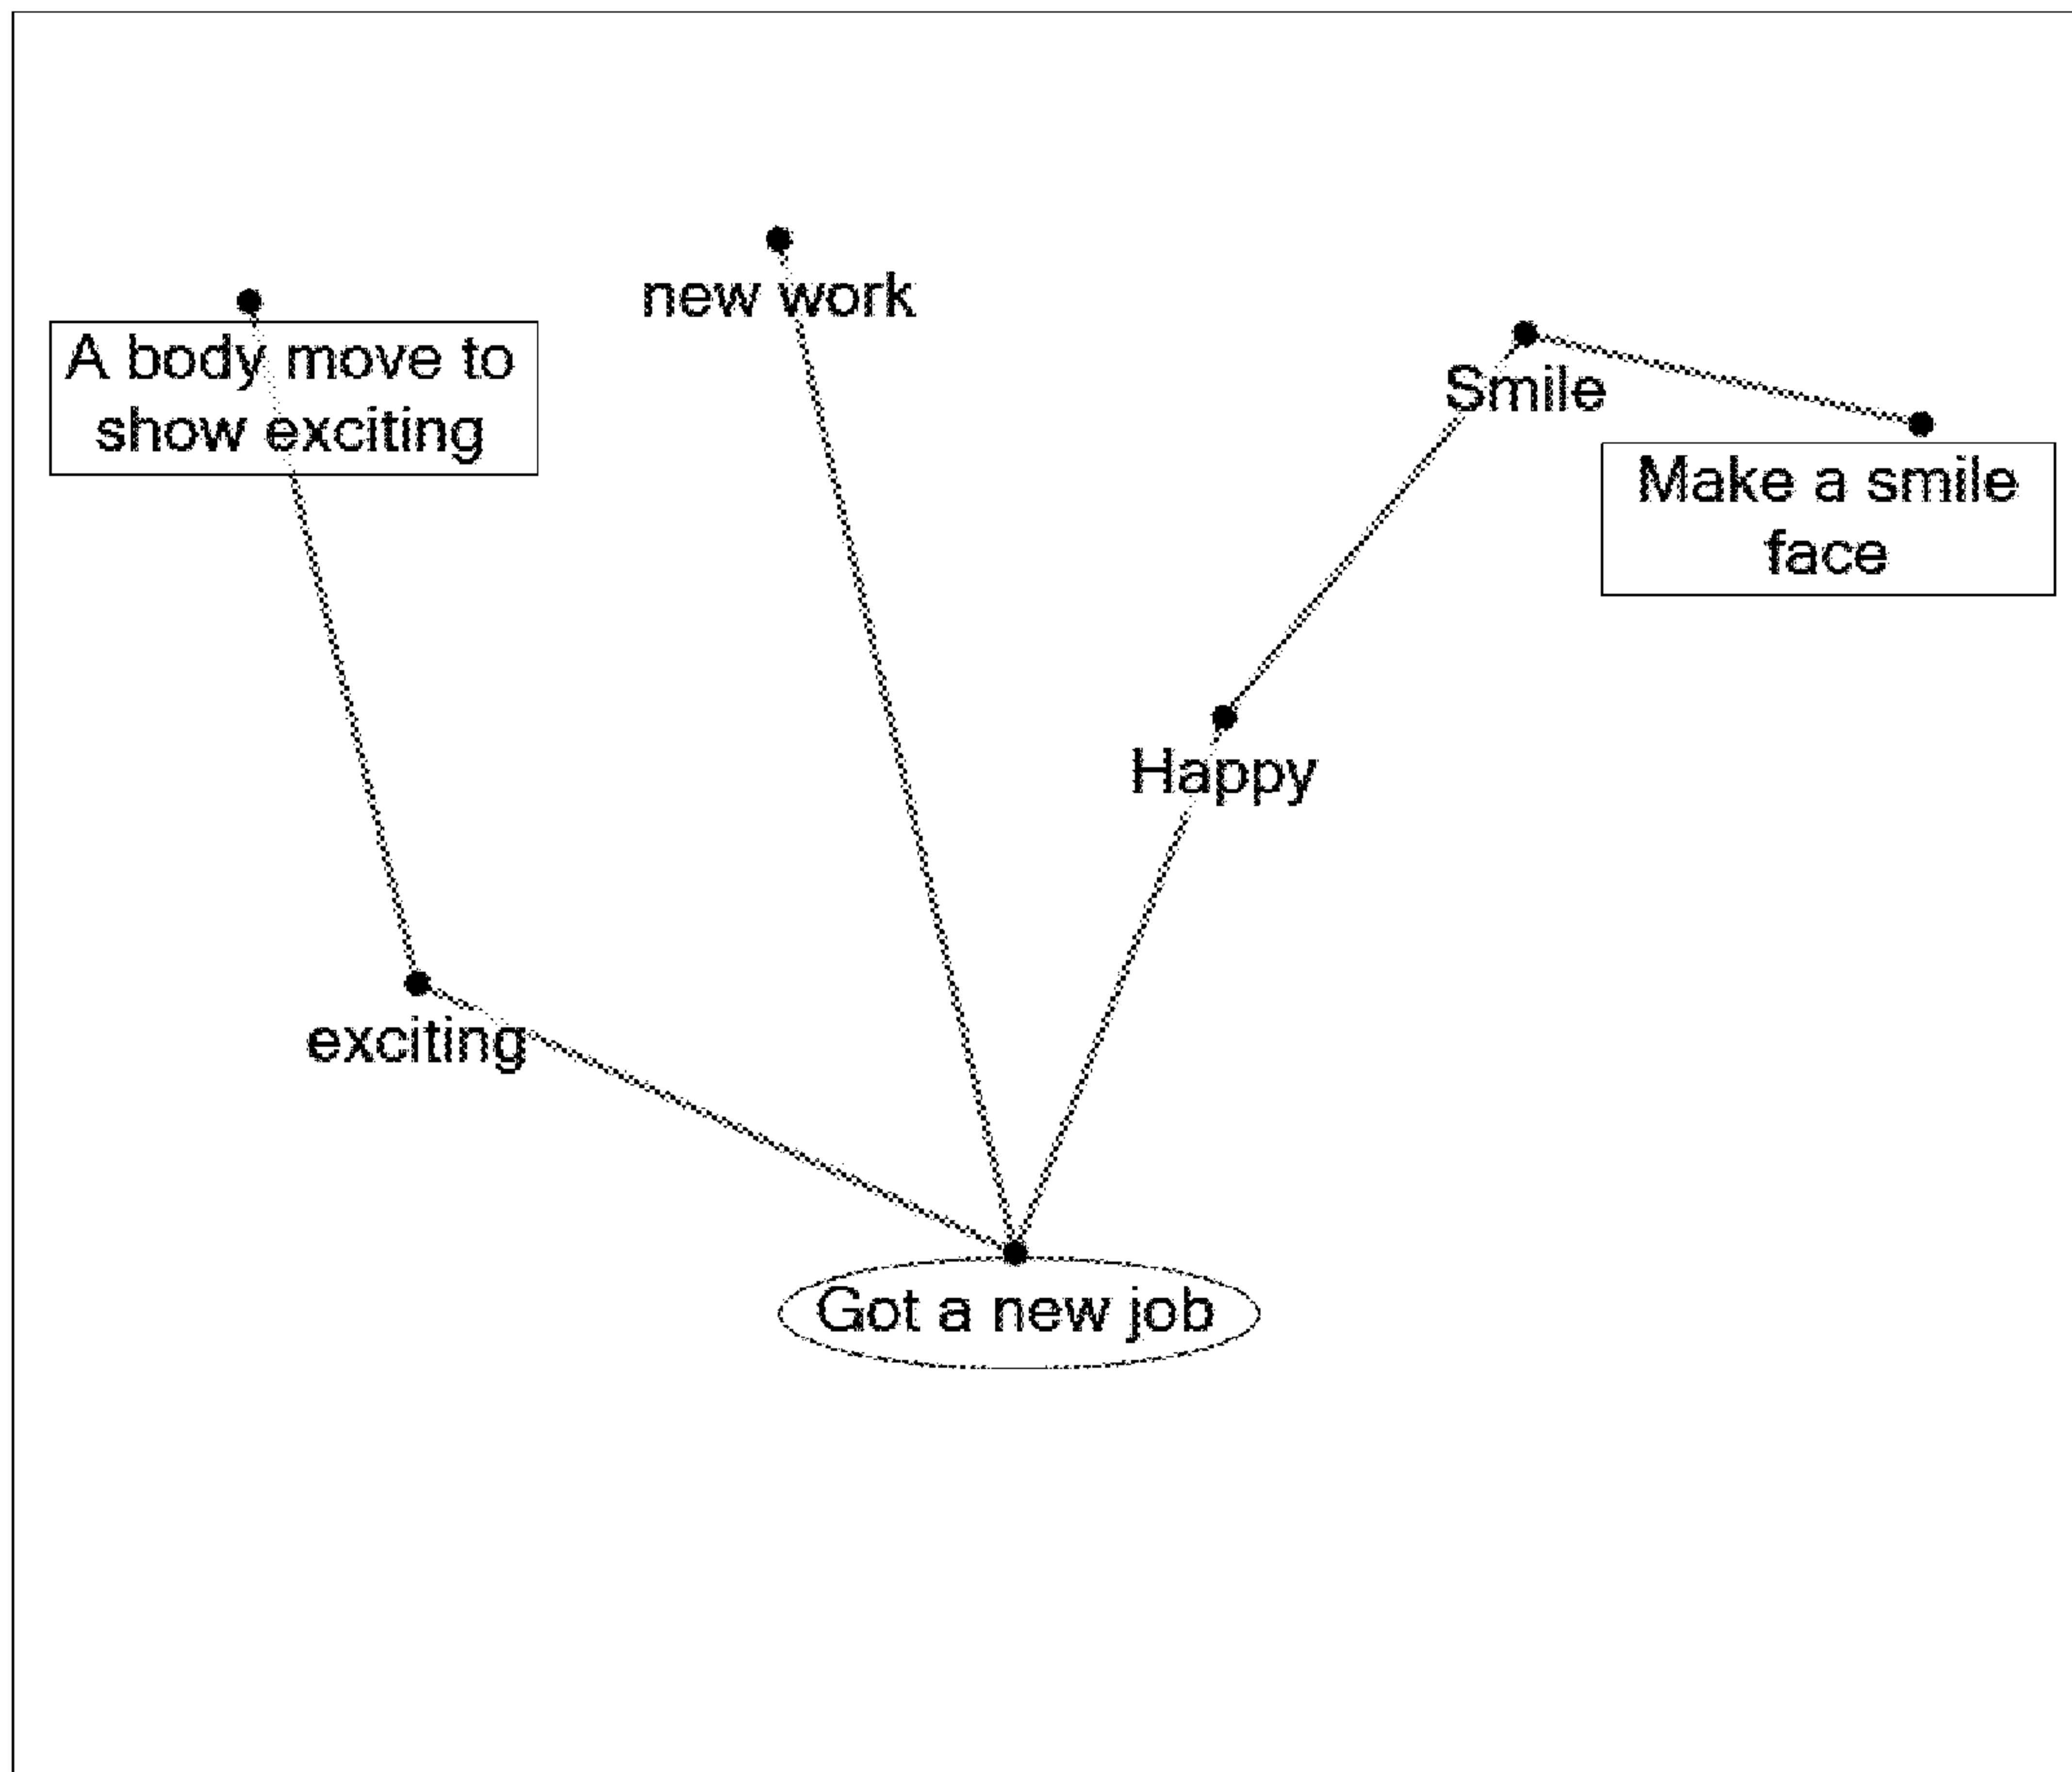 new work
A body move to
show exciting
Smile
Make a smile
face
Happy
exciting
Got a new job